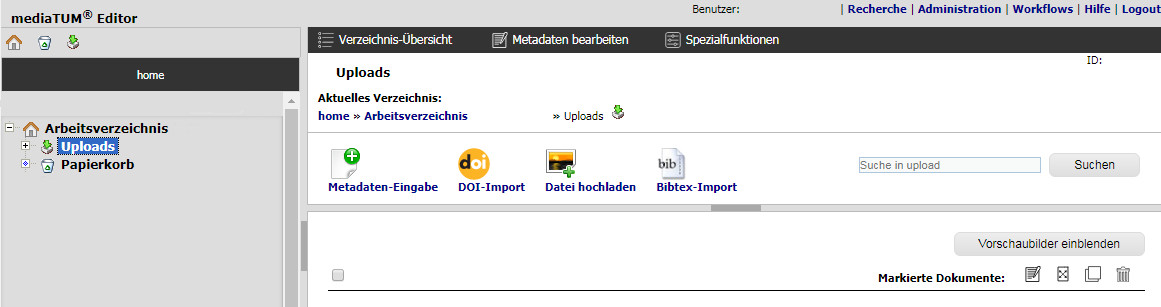 mediaTUM® Editor
Benutzer: | Recherche | Administration | Workflows | Hilfe | Logout
Verzeichnis-Übersicht Metadaten bearbeiten Spezialfunktionen
home
ID:
Uploads
Aktuelles Verzeichnis:
home » Arbeitsverzeichnis » Uploads
Arbeitsverzeichnis
Uploads
Papierkorb
doi bib
Metadaten-Eingabe DOI-Import Datei hochladen Bibtex-Import
Suche in upload Suchen
Vorschaubilder einblenden
Markierte Dokumente: